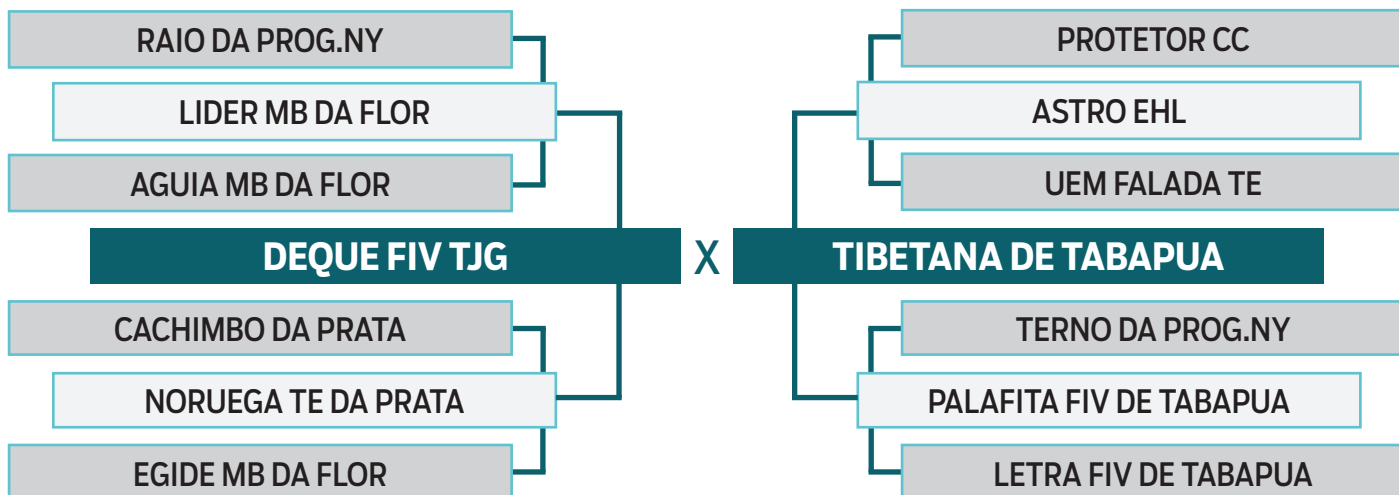 RAIO DA PROG.NY
LIDER MB DA FLOR
AGUIA MB DA FLOR
DEQUE FIV TJG
CACHIMBO DA PRATA
NORUEGA TE DA PRATA
EGIDE MB DA FLOR
X
PROTETOR CC
ASTRO EHL
UEM FALADA TE
TIBETANA DE TABAPUA
TERNO DA PROG.NY
PALAFITA FIV DE TABAPUA
LETRA FIV DE TABAPUA